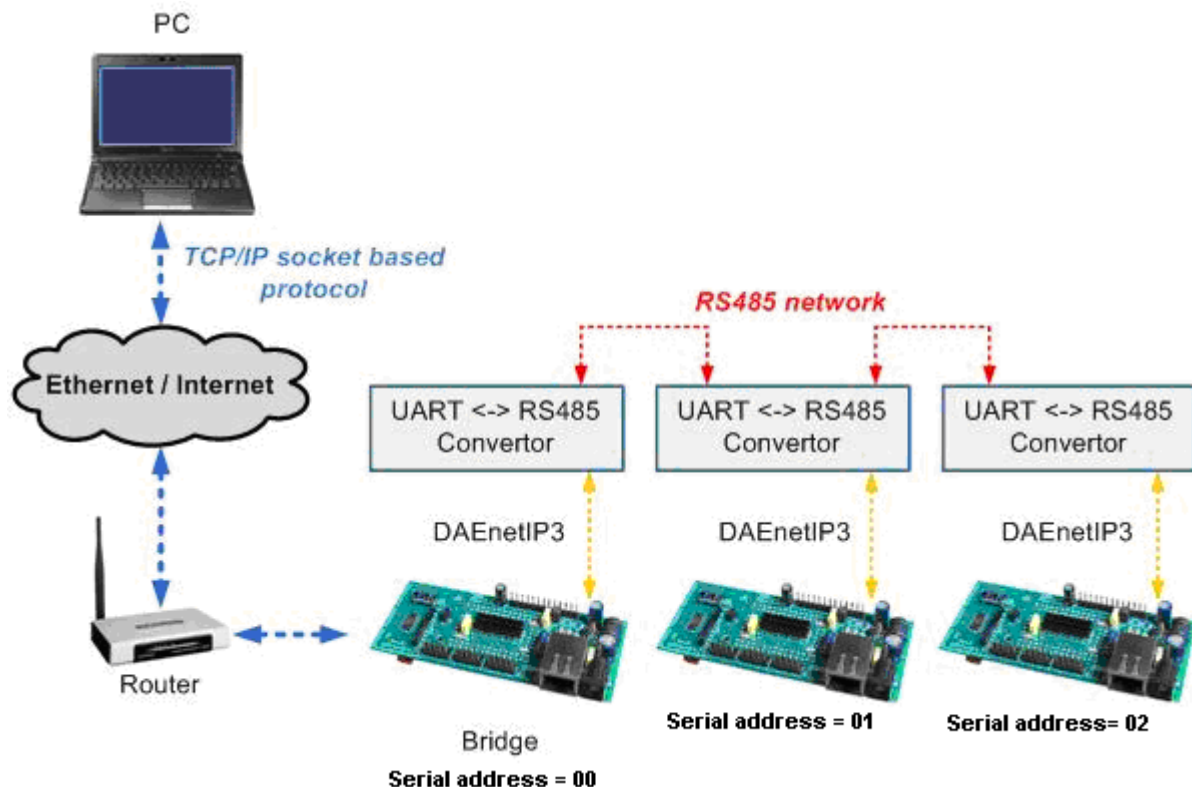 PC
TCP/IP socket based
protocol
RS485 network
Ethernet / Internet
UART <-> RS485
Convertor
UART <-> RS485
Convertor
UART <-> RS485
Convertor
DAEnetIP3
DAEnetIP3
DAEnetIP3
Router
Bridge
Serial address = 00
Serial address = 01
Serial address= 02